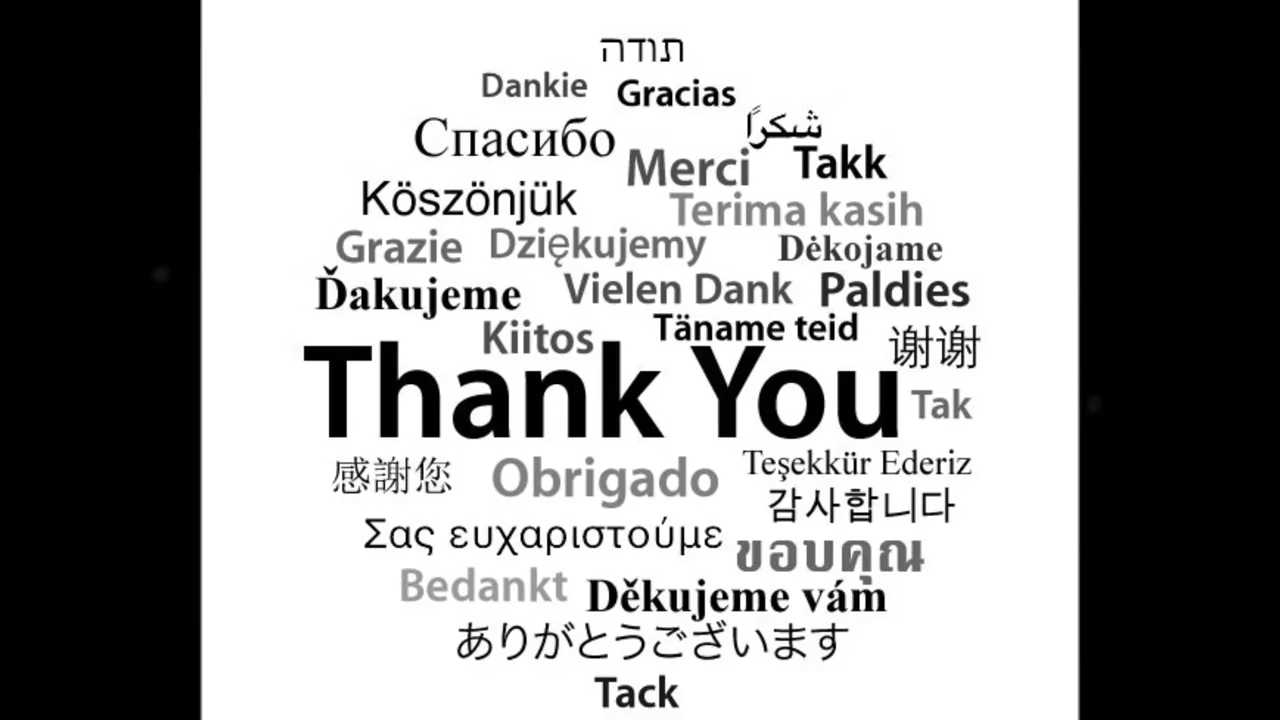 תודה
Dankie Gracias
Спасибо شكراً
Merci Takk
Köszönjük Terima kasih
Grazie Dziękujemy Dėkojame
Ďakujeme Vielen Dank Paldies
Kiitos Täname teid 谢谢
Thank You Tak
感謝您 Obrigado Teşekkür Ederiz
감사합니다
Σας ευχαριστούμε ขอบคุณ
Bedankt Děkujeme vám
ありがとうございます
Tack